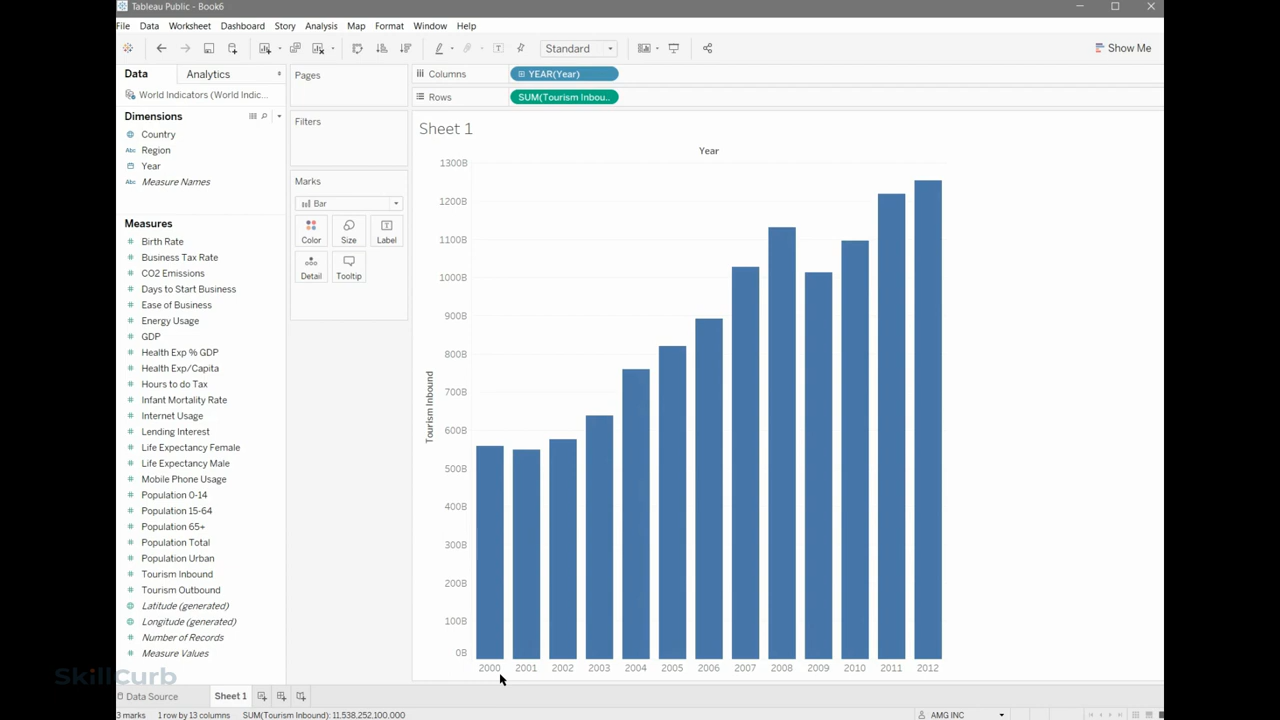 Tableau Public - Book6
File Data Worksheet Dashboard Story Analysis Map Format Window Help
Standard
Show Me
Data Analytics
World Indicators (World Indic...
Dimensions
Country
Region
Year
Measure Names
Measures
Birth Rate
Business Tax Rate
CO2 Emissions
Days to Start Business
Ease of Business
Energy Usage
GDP
Health Exp % GDP
Health Exp/Capita
Hours to do Tax
Infant Mortality Rate
Internet Usage
Lending Interest
Life Expectancy Female
Life Expectancy Male
Mobile Phone Usage
Population 0-14
Population 15-64
Population 65+
Population Total
Population Urban
Tourism Inbound
Tourism Outbound
Latitude (generated)
Longitude (generated)
Number of Records
Measure Values
Pages
Filters
Marks
Bar
Color Size Label
Detail Tooltip
Columns YEAR(Year)
Rows SUM(Tourism Inbou..
Sheet 1
Year
1300B
1200B
1100B
1000B
900B
800B
700B
600B
500B
400B
300B
200B
100B
0B
Tourism Inbound
2000 2001 2002 2003 2004 2005 2006 2007 2008 2009 2010 2011 2012
SkillCurb
Data Source Sheet 1
3 marks 1 row by 13 columns SUM(Tourism Inbound): 11,538,252,100,000
AMG INC